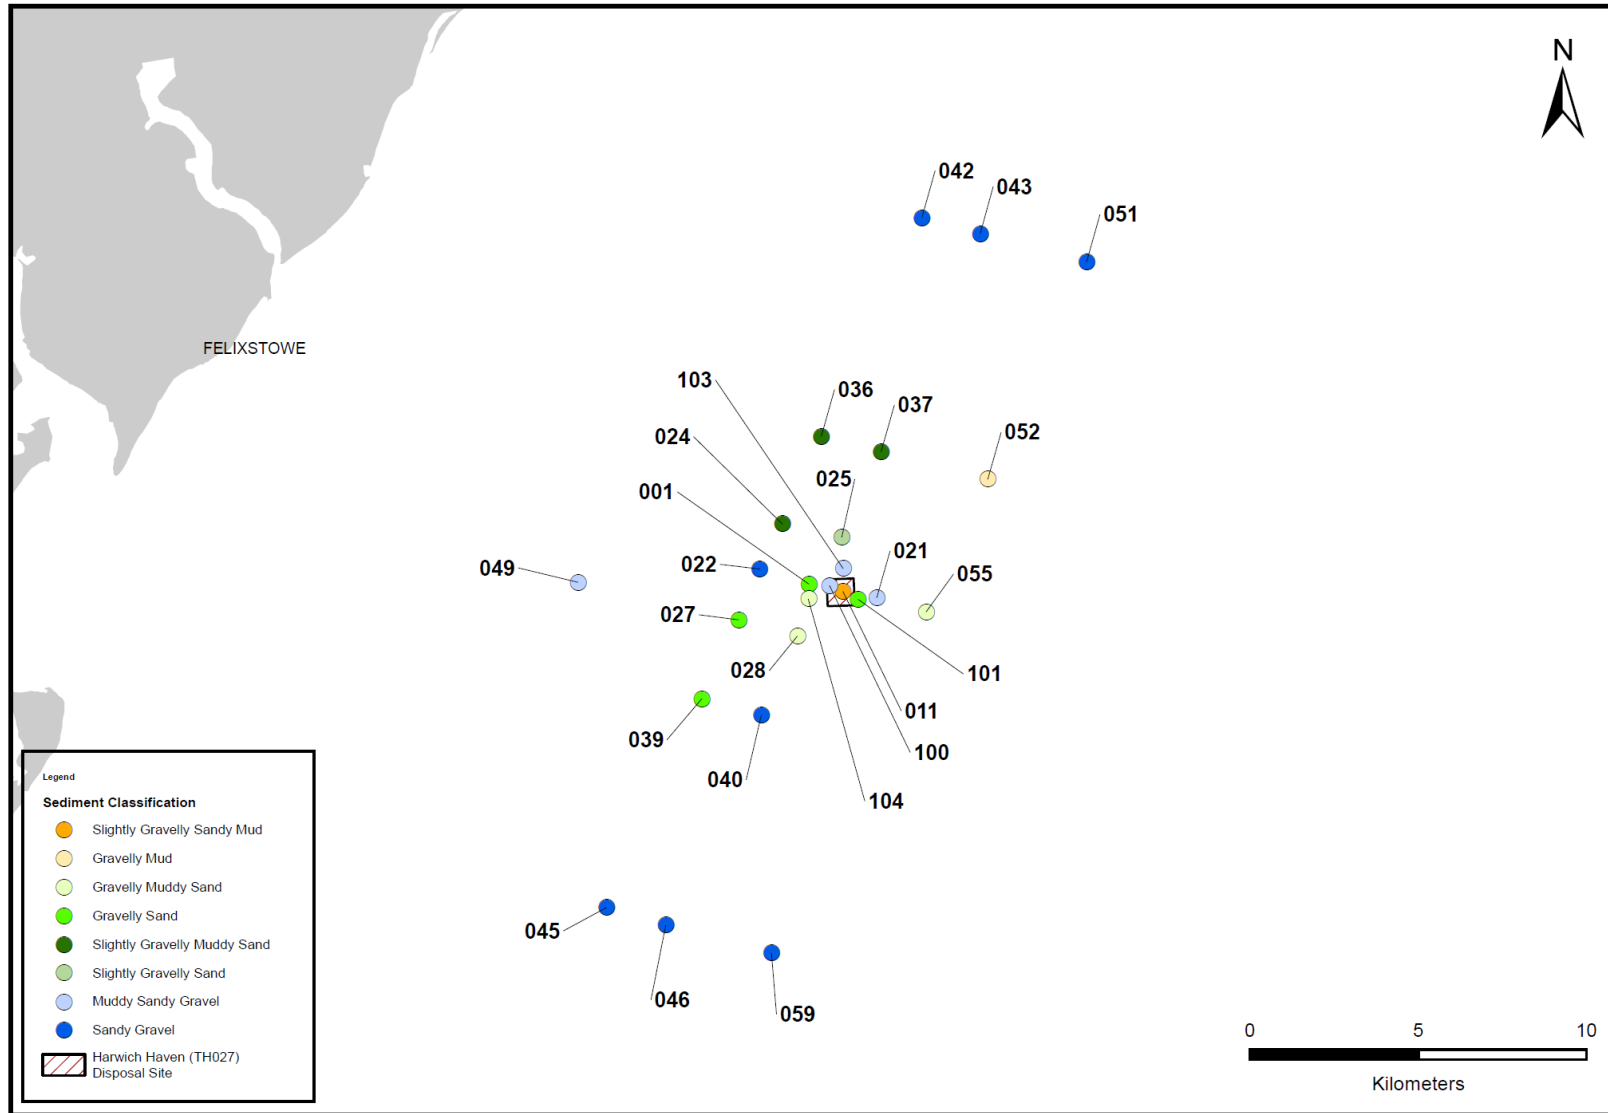 N
042
043
051
FELIXSTOWE
103
036
037
024
052
025
001
021
049
022
055
027
028
101
011
039
100
040
104
045
046
059
Legend
Sediment Classification
Slightly Gravelly Sandy Mud
Gravelly Mud
Gravelly Muddy Sand
Gravelly Sand
Slightly Gravelly Muddy Sand
Slightly Gravelly Sand
Muddy Sandy Gravel
Sandy Gravel
Harwich Haven (TH027)
Disposal Site
0 5 10
Kilometers